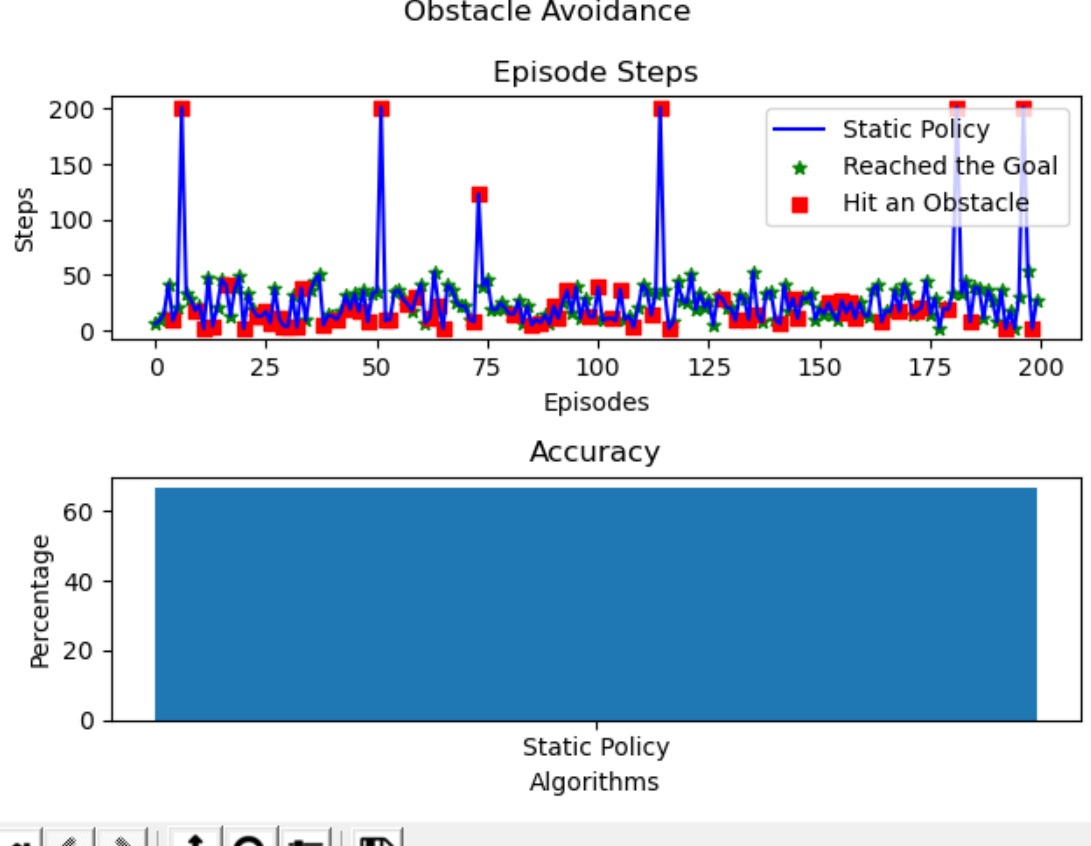 Obstacle Avoidance
Episode Steps
200
150
100
50
0
Steps
Static Policy
Reached the Goal
Hit an Obstacle
0 25 50 75 100 125 150 175 200
Episodes
Accuracy
60
40
20
0
Percentage
Static Policy
Algorithms